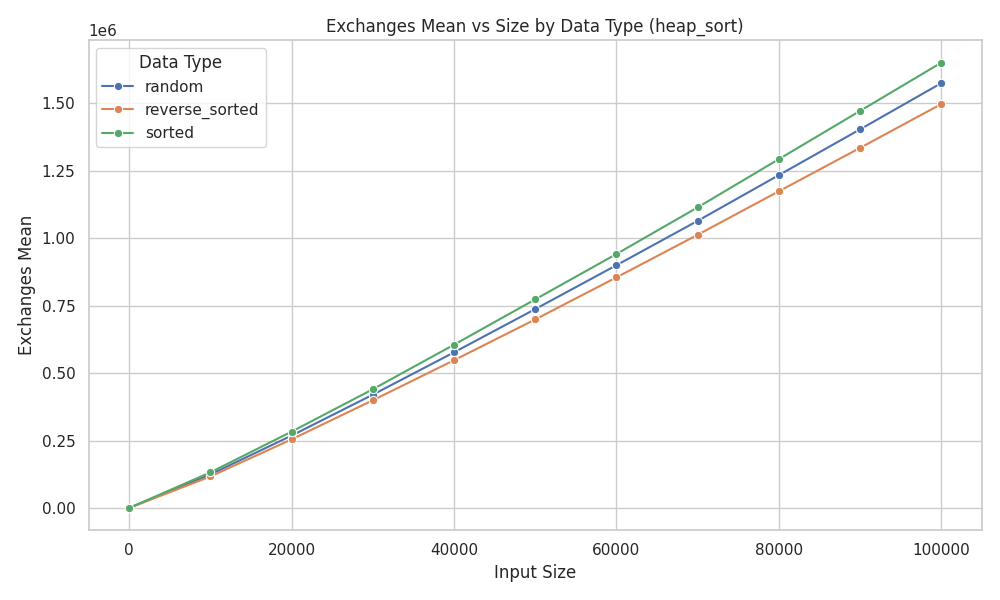 Exchanges Mean vs Size by Data Type (heap_sort)
1e6
Data Type
random
reverse_sorted
sorted
Exchanges Mean
1.50
1.25
1.00
0.75
0.50
0.25
0.00
0
20000
40000
60000
80000
100000
Input Size